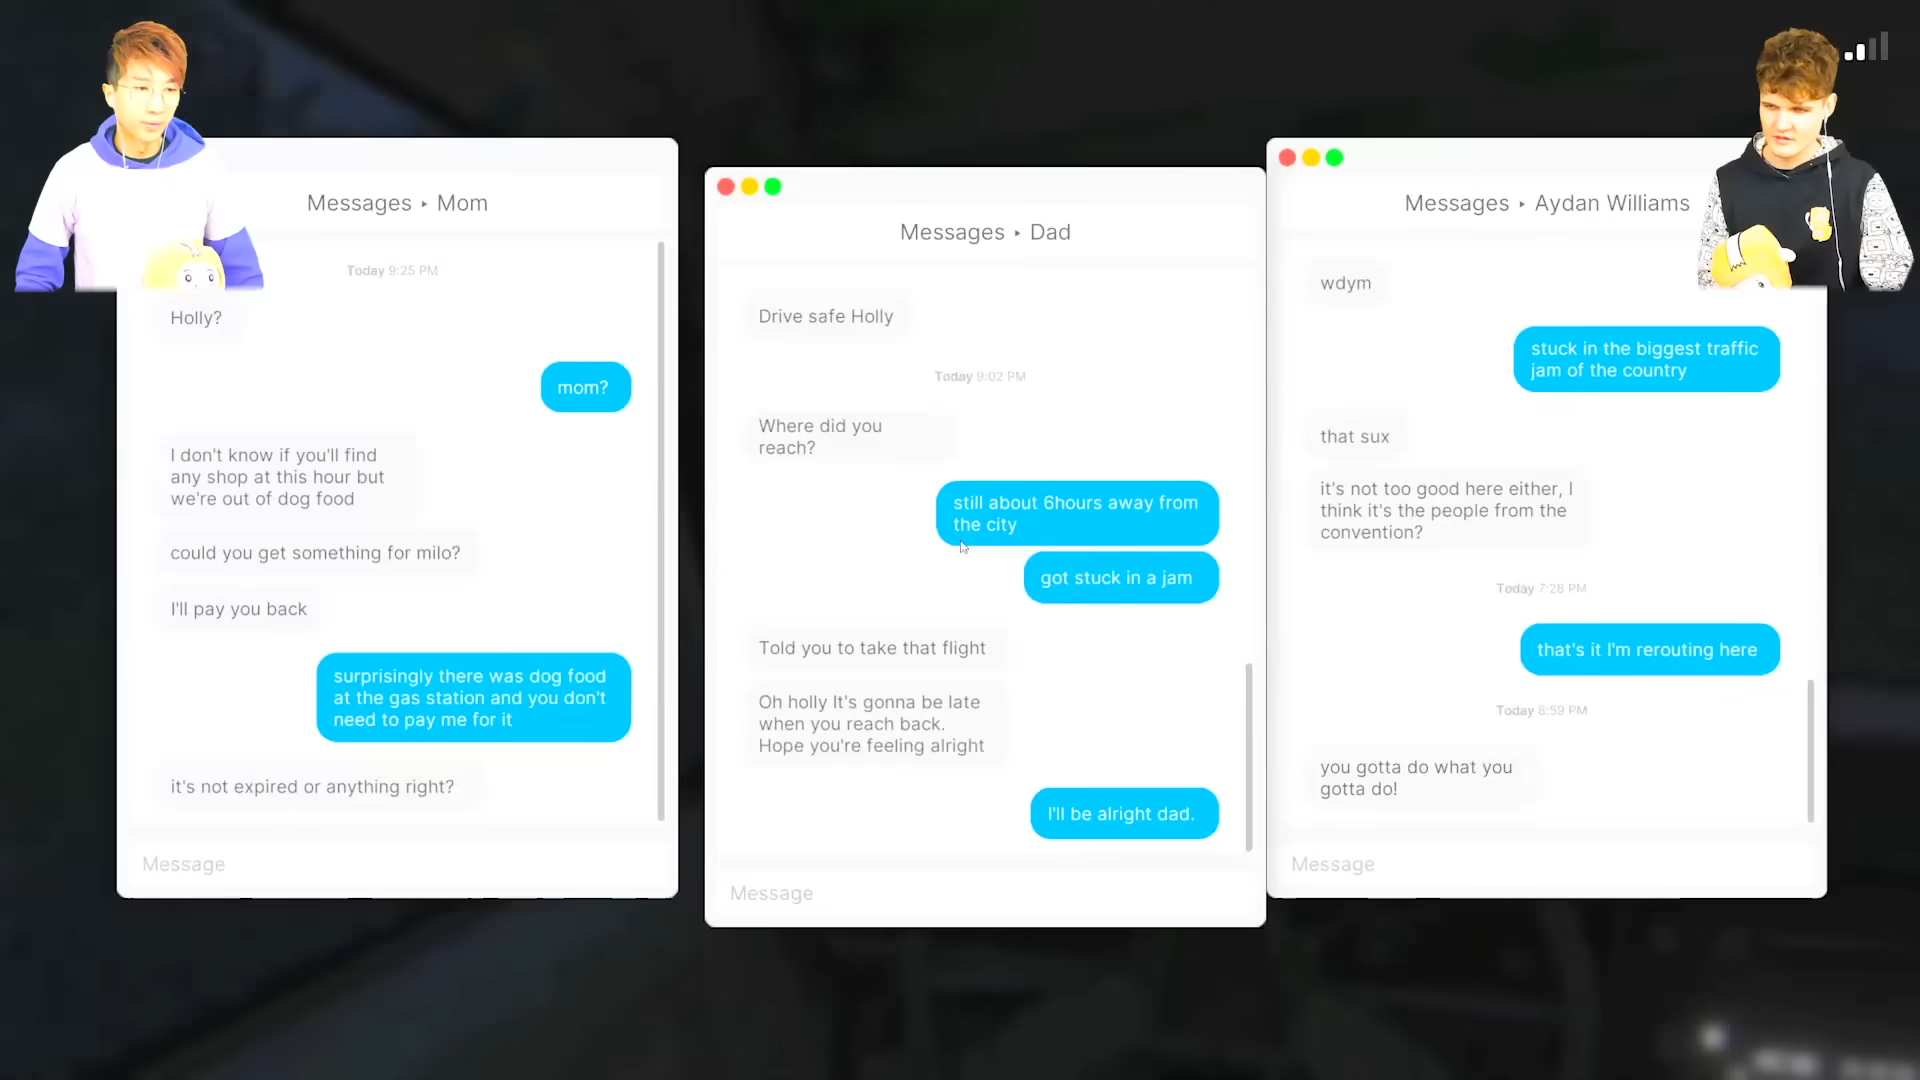 Messages ▸ Mom
Today 9:25 PM
Holly?
mom?
I don't know if you'll find
any shop at this hour but
we're out of dog food
could you get something for milo?
I'll pay you back
surprisingly there was dog food
at the gas station and you don't
need to pay me for it
it's not expired or anything right?
Message
Messages ▸ Dad
Drive safe Holly
Today 9:02 PM
Where did you
reach?
still about 6hours away from
the city
got stuck in a jam
Told you to take that flight
Oh holly It's gonna be late
when you reach back.
Hope you're feeling alright
I'll be alright dad.
Message
Messages ▸ Aydan Williams
wdym
stuck in the biggest traffic
jam of the country
that sux
it's not too good here either, I
think it's the people from the
convention?
Today 7:28 PM
that's it I'm rerouting here
Today 8:59 PM
you gotta do what you
gotta do!
Message